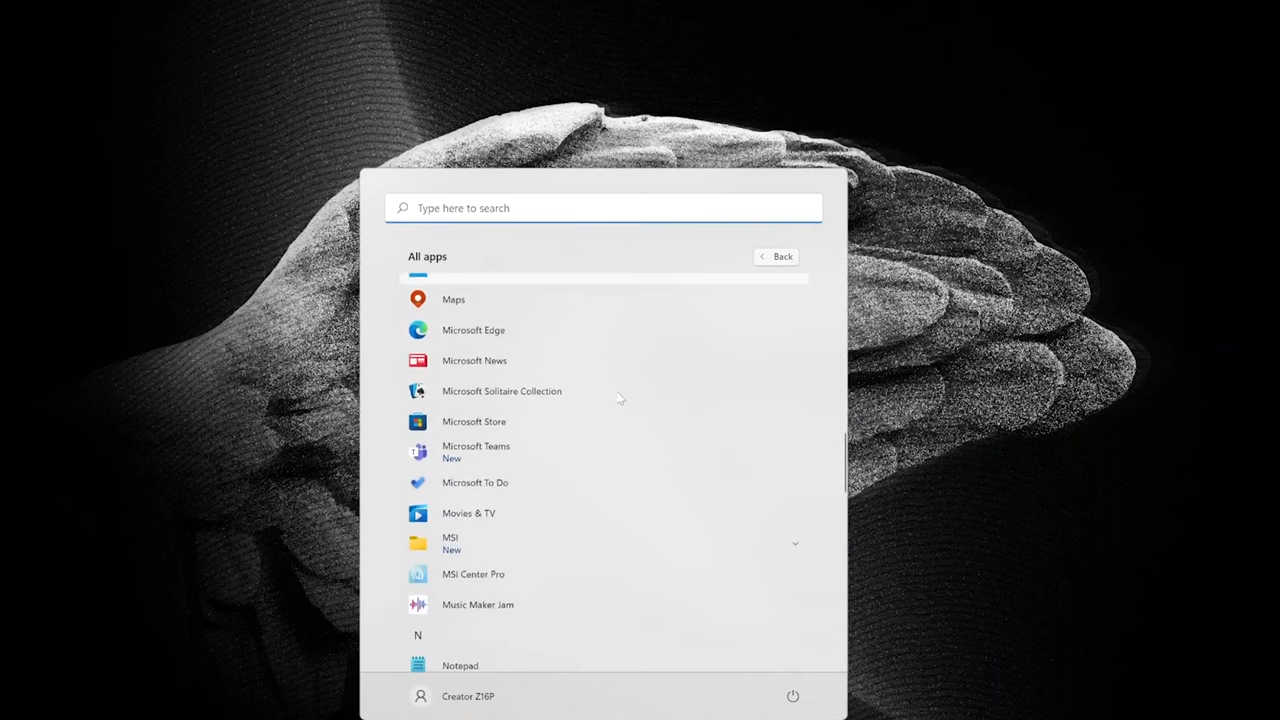 Type here to search
All apps
Back
Maps
Microsoft Edge
Microsoft News
Microsoft Solitaire Collection
Microsoft Store
Microsoft Teams
New
Microsoft To Do
Movies & TV
MSI
New
MSI Center Pro
Music Maker Jam
N
Notepad
Creator Z16P